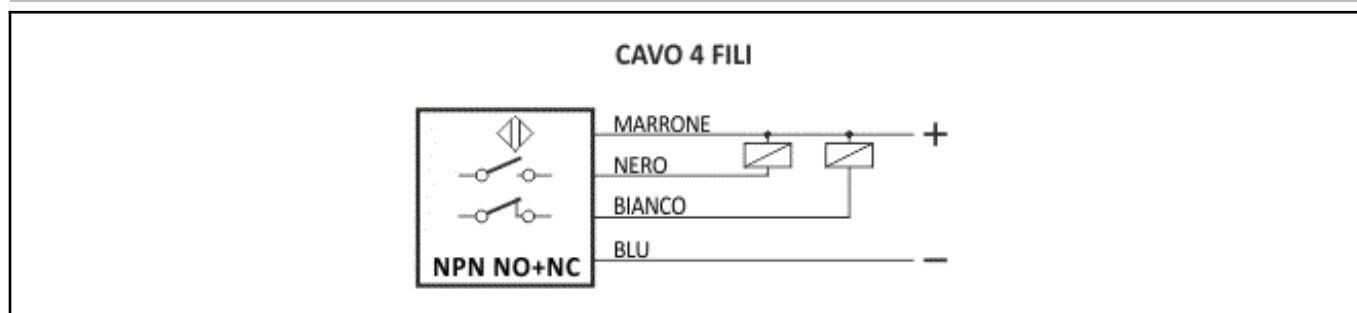 CAVO 4 FILI
MARRONE
+
NERO
BIANCO
BLU
NPN NO+NC
−